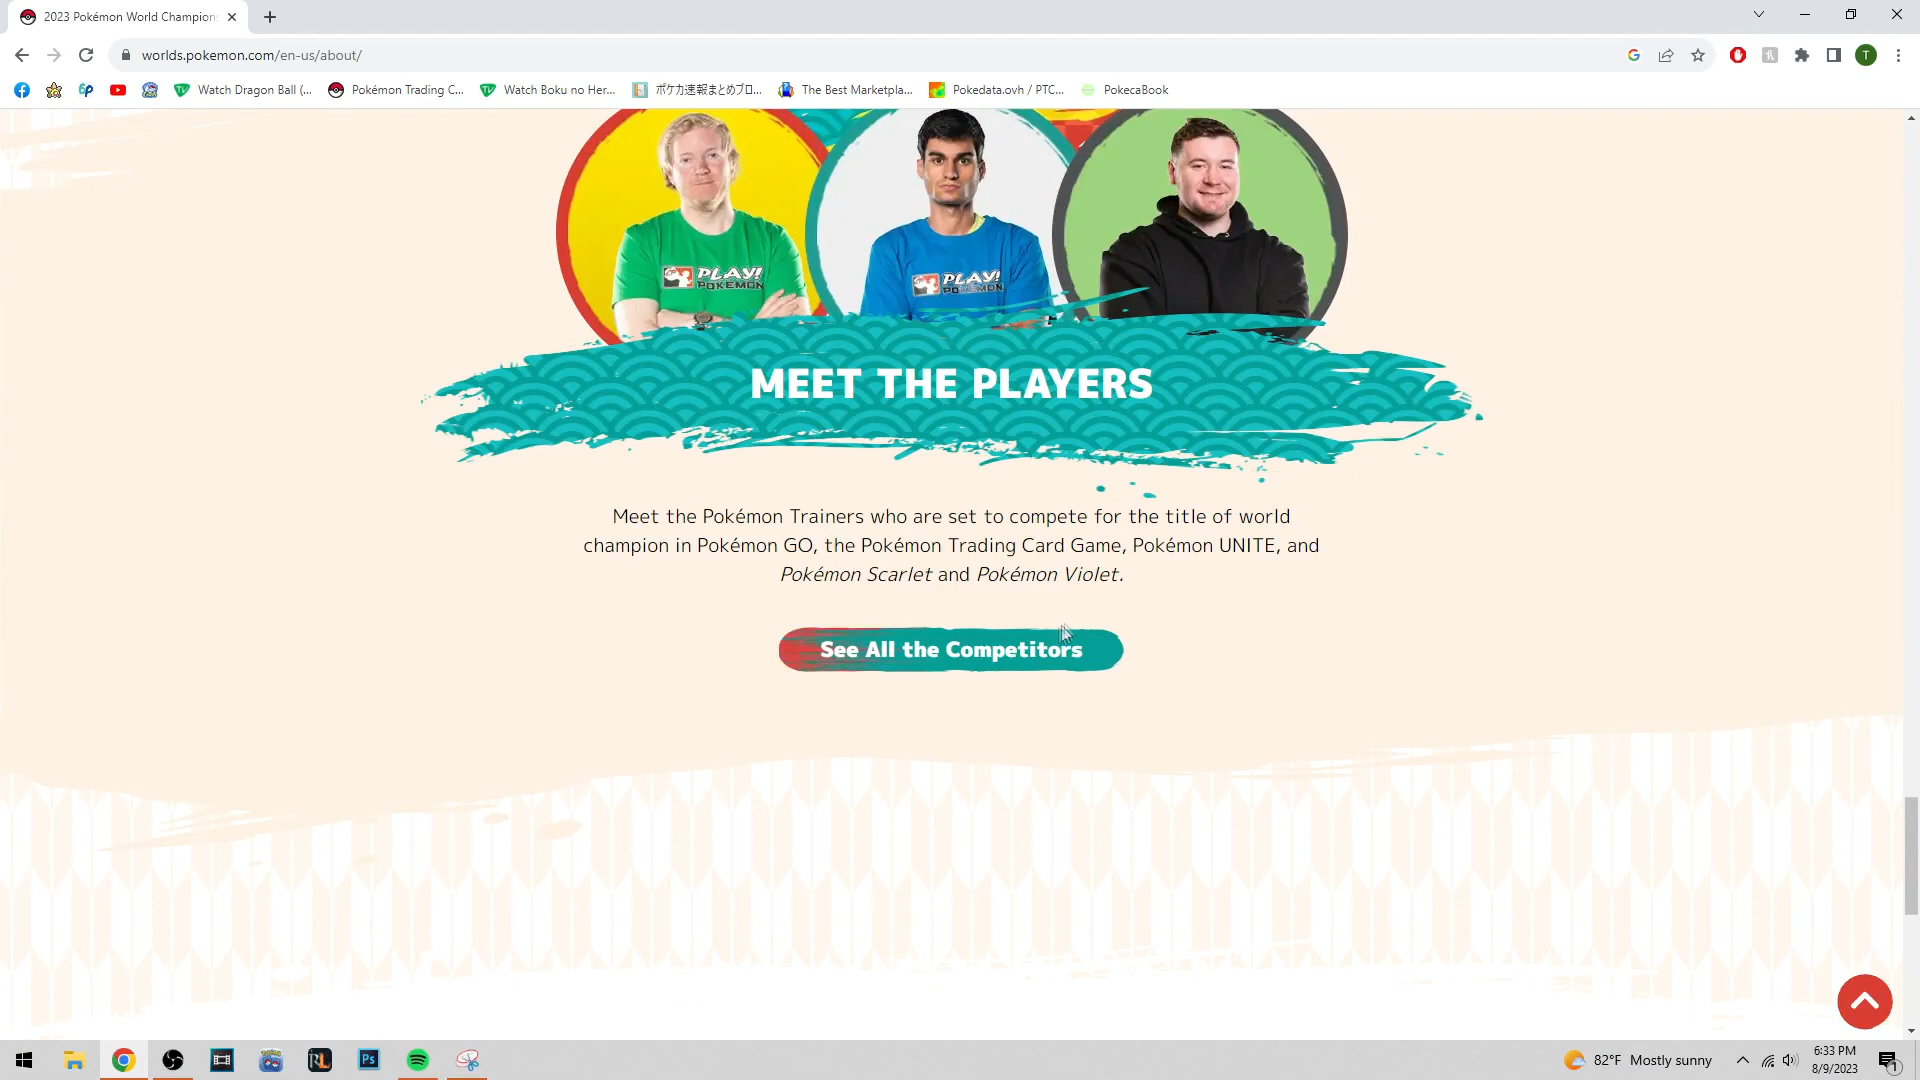 2023 Pokémon World Champion
worlds.pokemon.com/en-us/about/
T
Watch Dragon Ball (...
Pokémon Trading C...
Watch Boku no Her...
ポケカ速報まとめブロ...
The Best Marketpla...
Pokedata.ovh / PTC...
PokecaBook
PLAY!
POKÉMON
PLAY!
POKÉMON
MEET THE PLAYERS
Meet the Pokémon Trainers who are set to compete for the title of world
champion in Pokémon GO, the Pokémon Trading Card Game, Pokémon UNITE, and
Pokémon Scarlet and Pokémon Violet.
See All the Competitors
Ps
82°F Mostly sunny
6:33 PM
8/9/2023
1